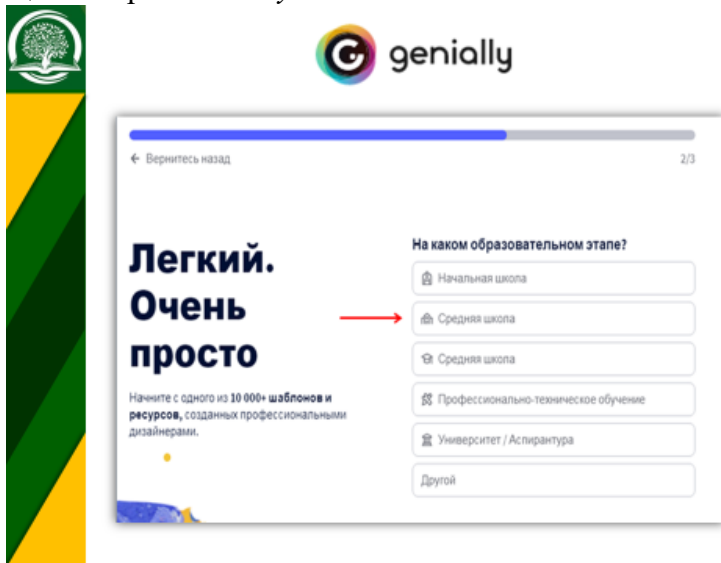 genially
← Вернитесь назад
2/3
Легкий.
Очень
просто
Начните с одного из 10 000+ шаблонов и
ресурсов, созданных профессиональными
дизайнерами.
На каком образовательном этапе?
Начальная школа
Средняя школа
Средняя школа
Профессионально-техническое обучение
Университет / Аспирантура
Другой